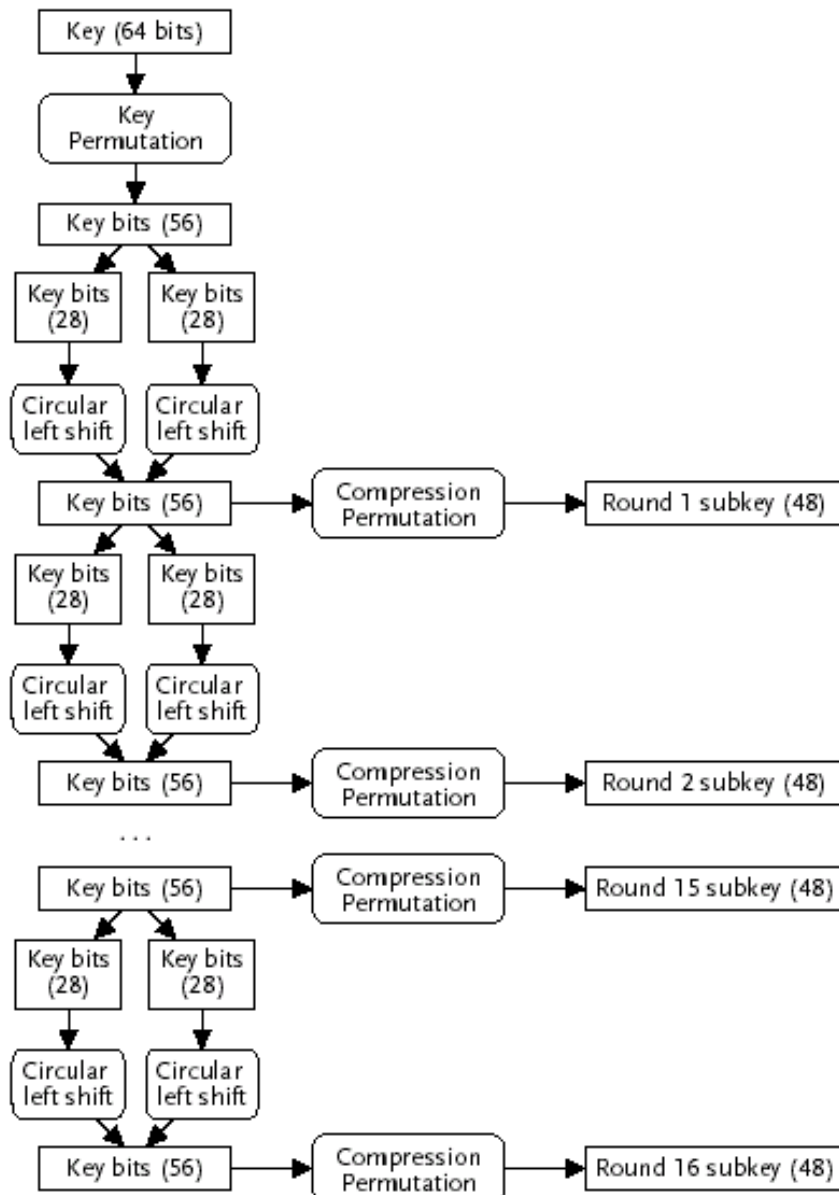 Key (64 bits)
Key
Permutation
Key bits (56)
Key bits
(28)
Key bits
(28)
Circular
left shift
Circular
left shift
Key bits (56)
Compression
Permutation
Round 1 subkey (48)
Key bits
(28)
Key bits
(28)
Circular
left shift
Circular
left shift
Key bits (56)
Compression
Permutation
Round 2 subkey (48)
...
Key bits (56)
Compression
Permutation
Round 15 subkey (48)
Key bits
(28)
Key bits
(28)
Circular
left shift
Circular
left shift
Key bits (56)
Compression
Permutation
Round 16 subkey (48)